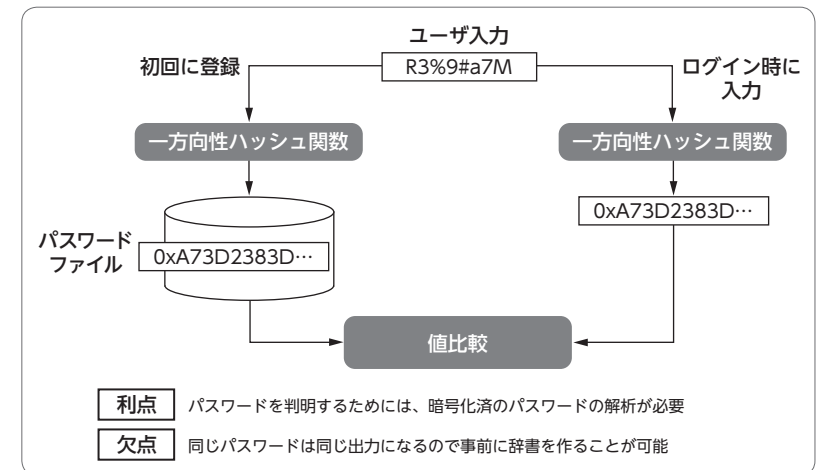 ユーザ入力
R3%9#a7M
初回に登録
ログイン時に
入力
一方向性ハッシュ関数
一方向性ハッシュ関数
0xA73D2383D…
パスワード
ファイル
0xA73D2383D…
値比較
利点 パスワードを判明するためには、暗号化済のパスワードの解析が必要
欠点 同じパスワードは同じ出力になるので事前に辞書を作ることが可能